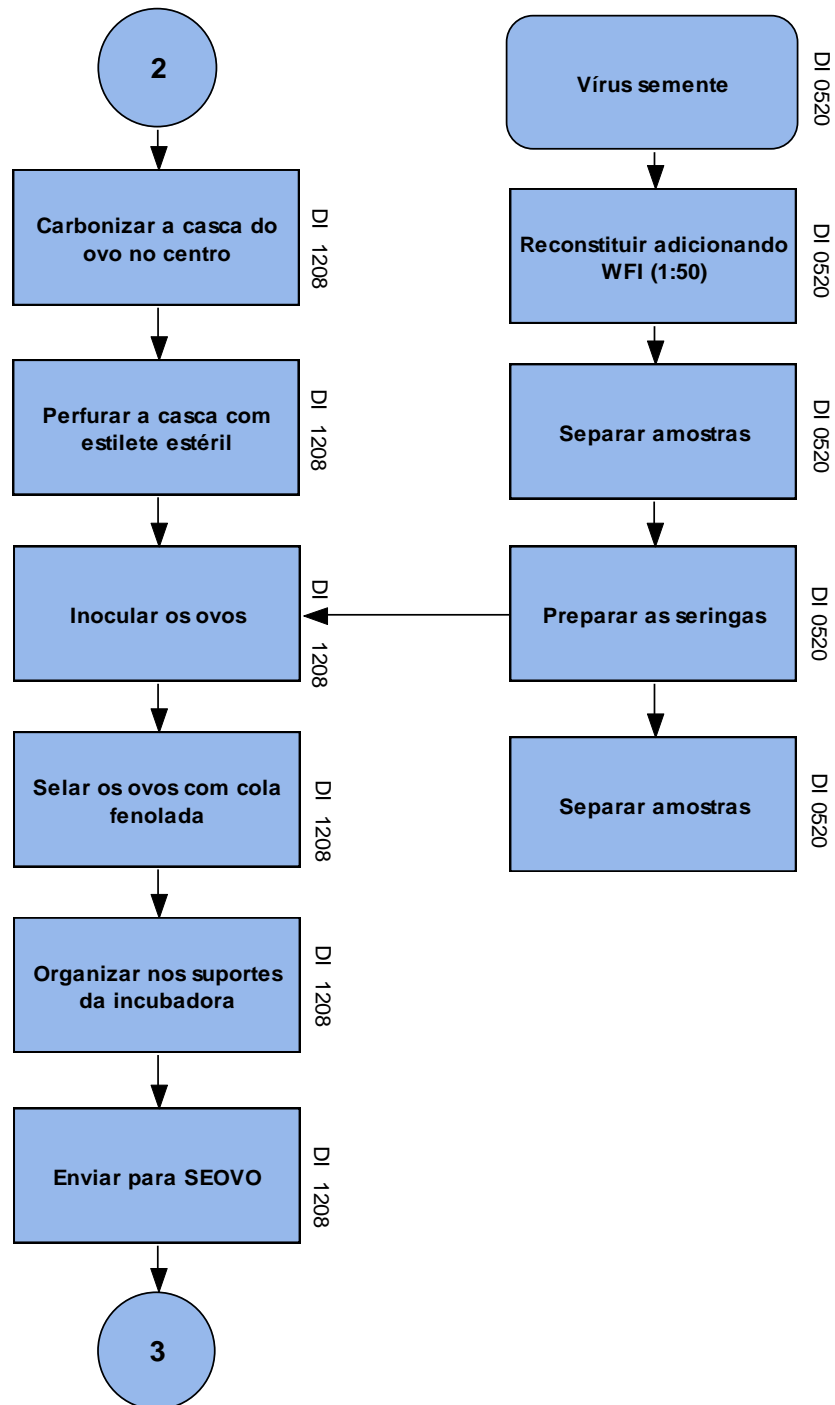 2
Carbonizar a casca do
ovo no centro
DI 1208
Perfurar a casca com
estilete estéril
DI 1208
Inocular os ovos
DI 1208
Selar os ovos com cola
fenolada
DI 1208
Organizar nos suportes
da incubadora
DI 1208
Enviar para SEOVO
DI 1208
3
Vírus semente
DI 0520
Reconstituir adicionando
WFI (1:50)
DI 0520
Separar amostras
DI 0520
Preparar as seringas
DI 0520
Separar amostras
DI 0520